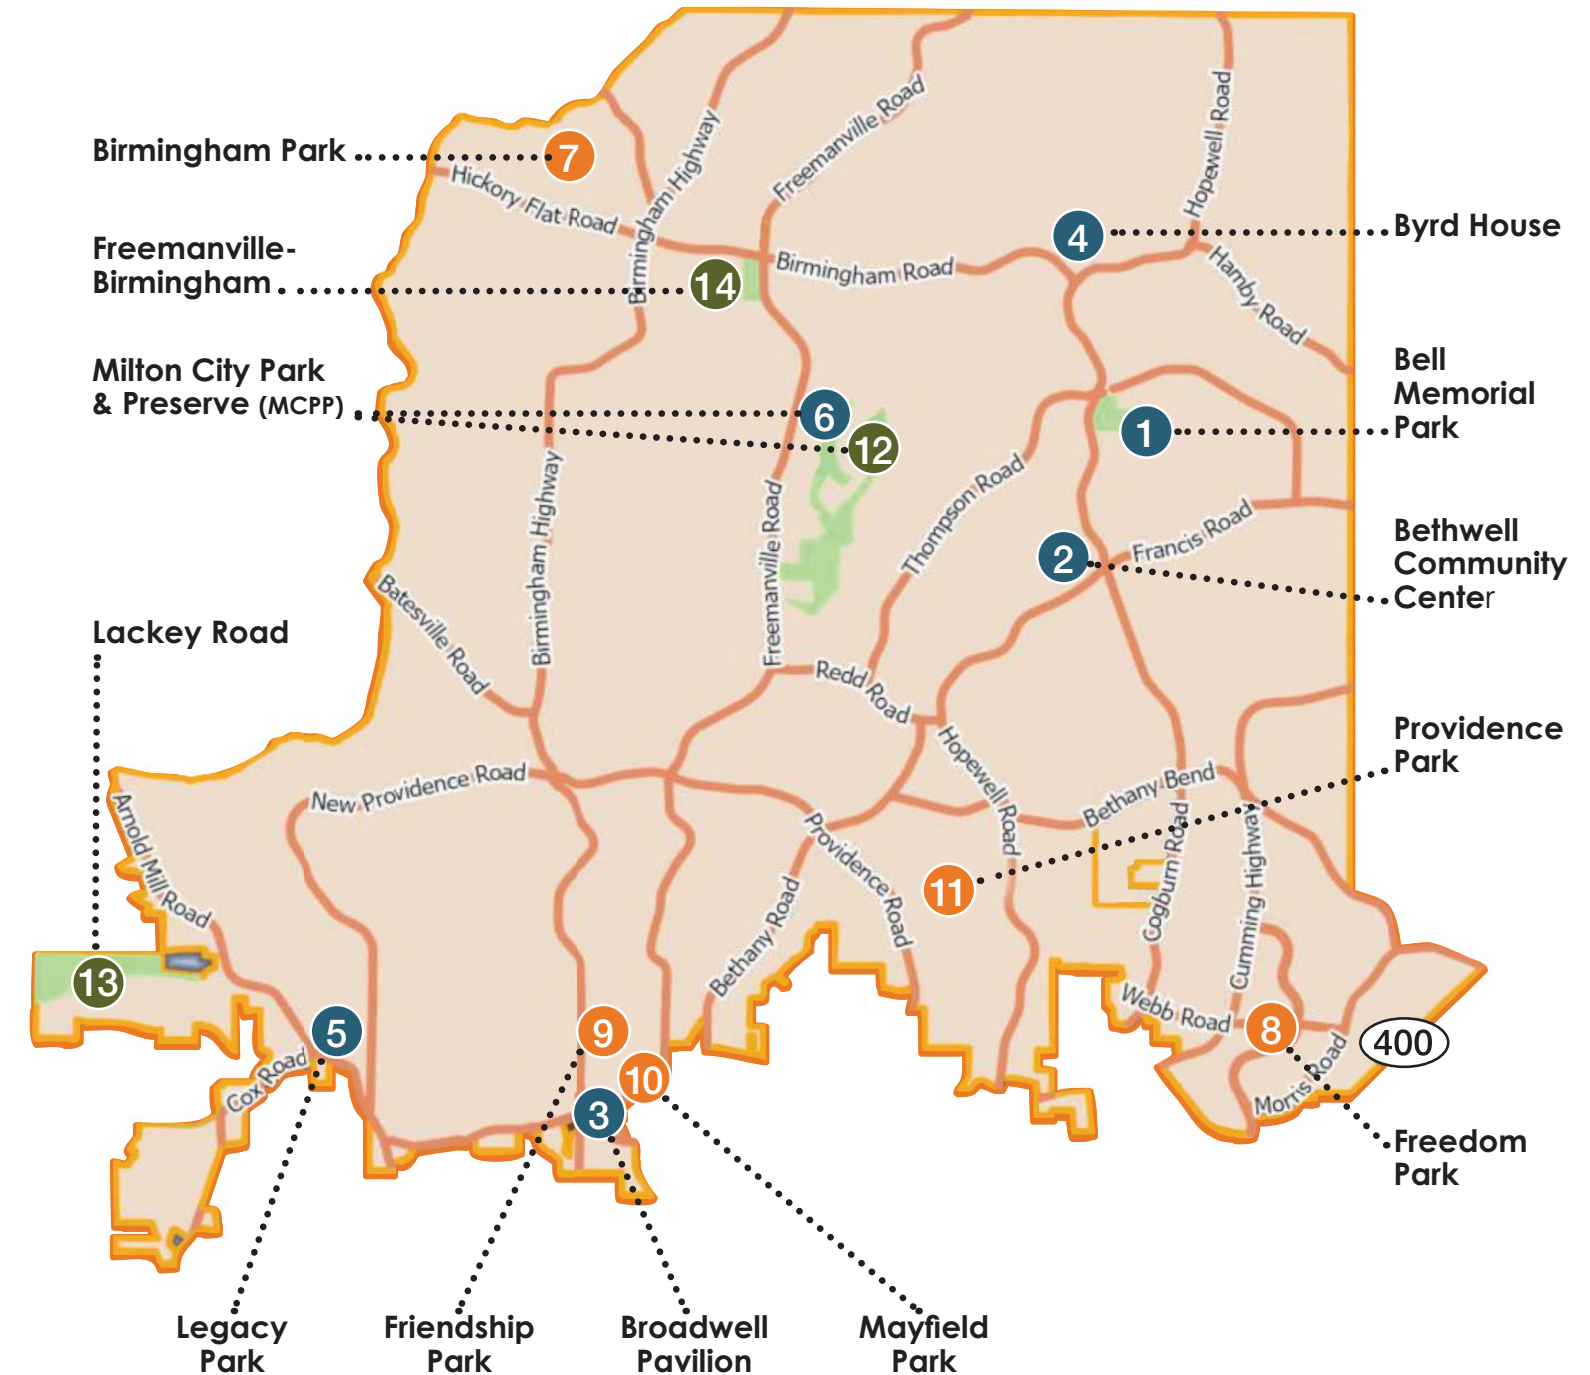 Birmingham Park
Freemanville-
Birmingham
Milton City Park
& Preserve (MCPP)
Lackey Road
Byrd House
Bell
Memorial
Park
Bethwell
Community
Center
Providence
Park
Freedom
Park
Legacy
Park
Friendship
Park
Broadwell
Pavilion
Mayfield
Park
7
14
6
12
4
1
2
11
13
5
9
10
3
8
400
Hickory Flat Road
Birmingham Highway
Freemanville Road
Hopewell Road
Birmingham Road
Hamby Road
Thompson Road
Francis Road
Freemanville Road
Birmingham Highway
Batesville Road
Redd Road
Hopewell Road
New Providence Road
Bethany Bend
Arnold Mill Road
Providence Road
Bethany Road
Cogburn Road
Cumming Highway
Webb Road
Morris Road
Cox Road